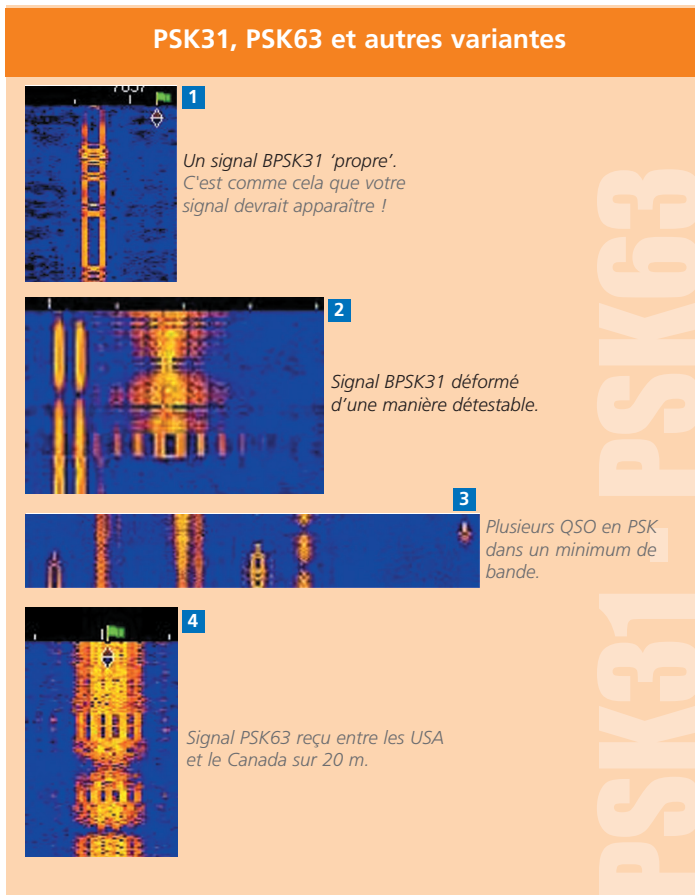 PSK31, PSK63 et autres variantes
7037
1
Un signal BPSK31 ‘propre’.
C'est comme cela que votre
signal devrait apparaître !
2
Signal BPSK31 déformé
d’une manière détestable.
3
Plusieurs QSO en PSK
dans un minimum de
bande.
4
Signal PSK63 reçu entre les USA
et le Canada sur 20 m.
PSK31 - PSK63